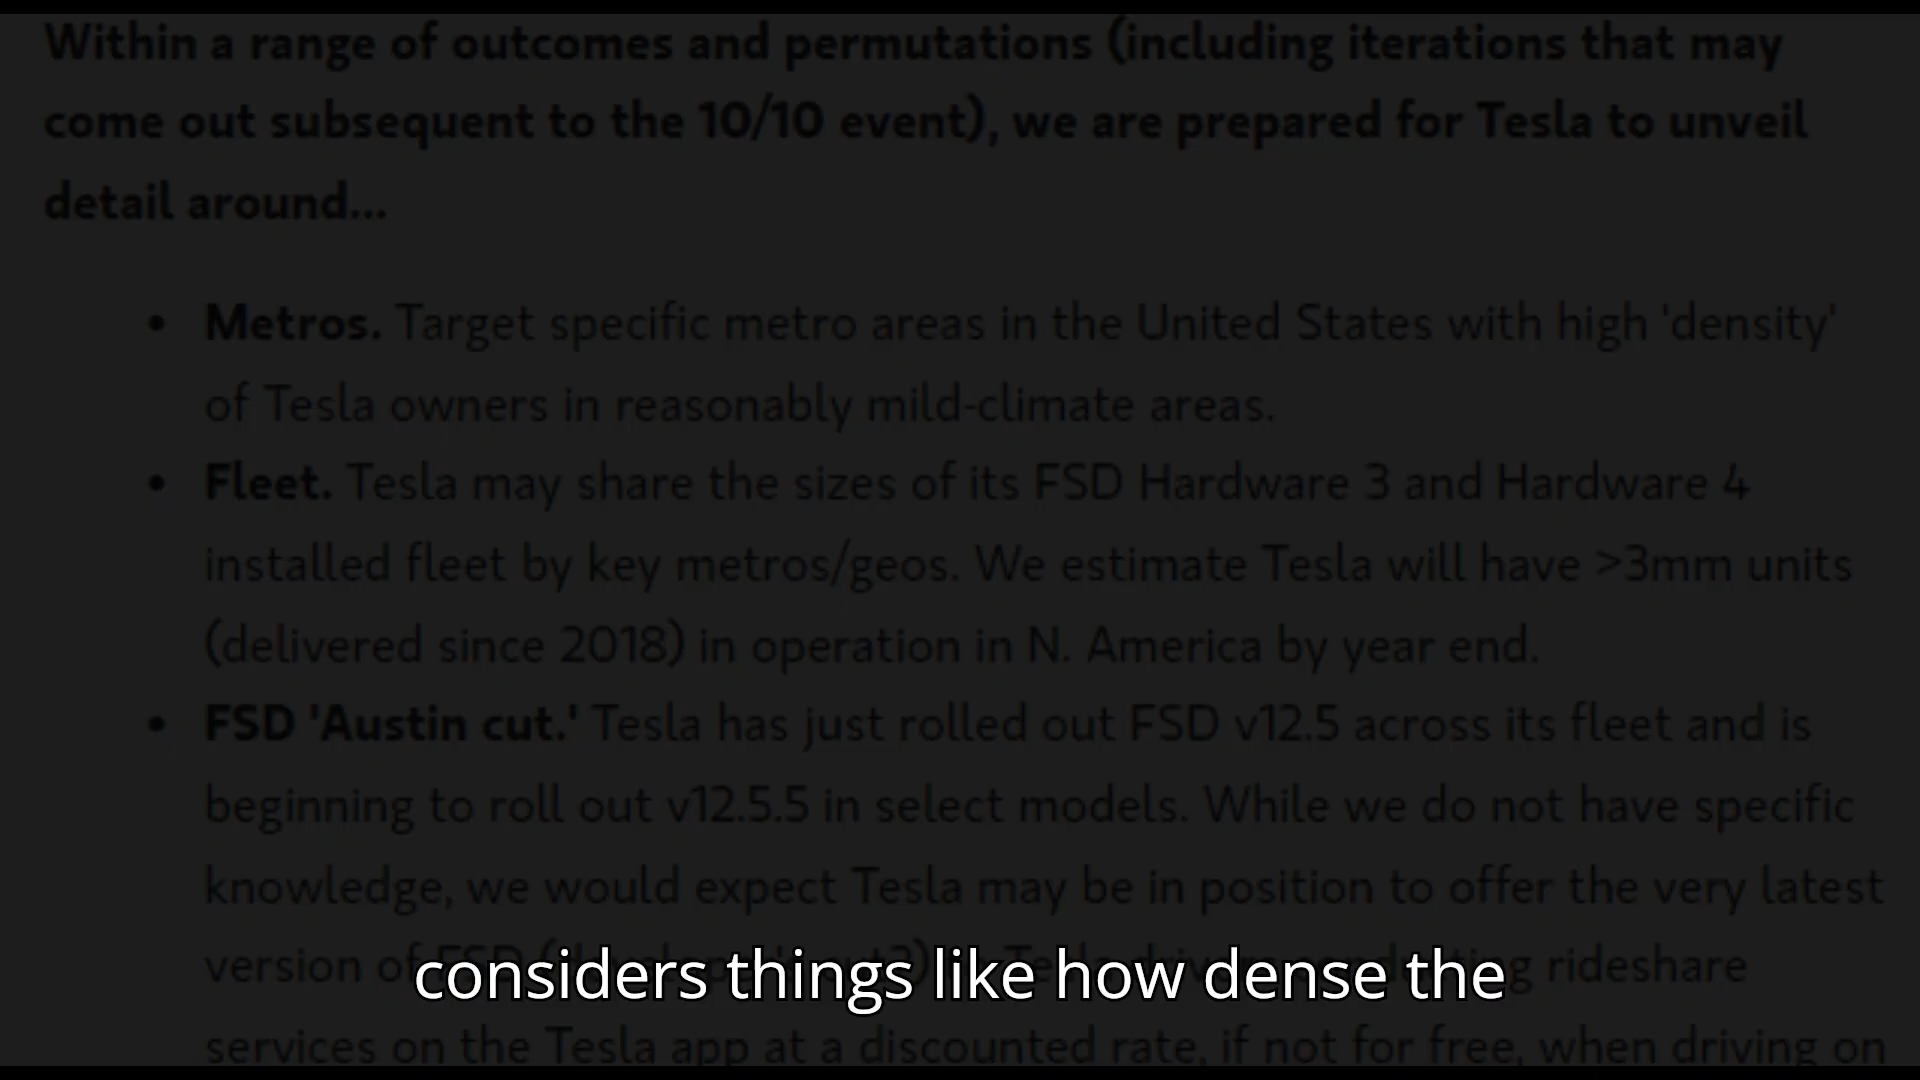 Within a range of outcomes and permutations (including iterations that may
come out subsequent to the 10/10 event), we are prepared for Tesla to unveil
detail around...
• Metros. Target specific metro areas in the United States with high 'density'
of Tesla owners in reasonably mild-climate areas.
• Fleet. Tesla may share the sizes of its FSD Hardware 3 and Hardware 4
installed fleet by key metros/geos. We estimate Tesla will have >3mm units
(delivered since 2018) in operation in N. America by year end.
• FSD 'Austin cut.' Tesla has just rolled out FSD v12.5 across its fleet and is
beginning to roll out v12.5.5 in select models. While we do not have specific
knowledge, we would expect Tesla may be in position to offer the very latest
version of FSD rideshare
considers things like how dense the
services on the Tesla app at a discounted rate, if not for free, when driving on